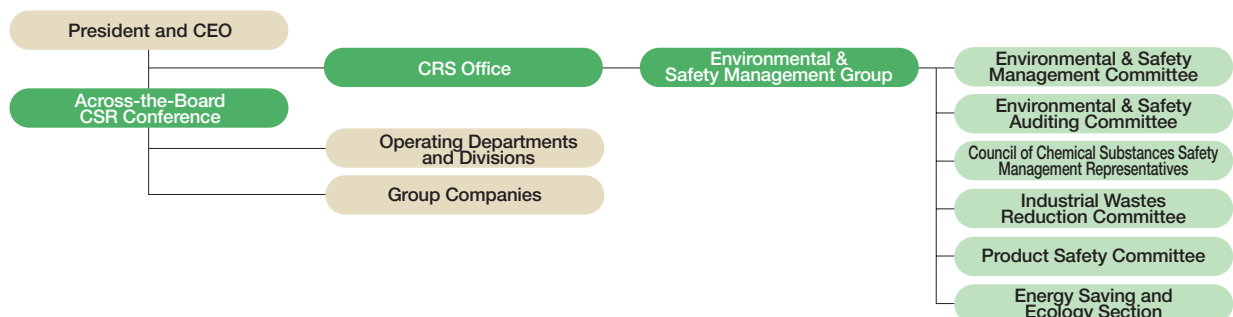 President and CEO
CRS Office
Environmental &
Safety Management Group
Environmental & Safety
Management Committee
Across-the-Board
CSR Conference
Environmental & Safety
Auditing Committee
Operating Departments
and Divisions
Council of Chemical Substances Safety
Management Representatives
Group Companies
Industrial Wastes
Reduction Committee
Product Safety Committee
Energy Saving and
Ecology Section